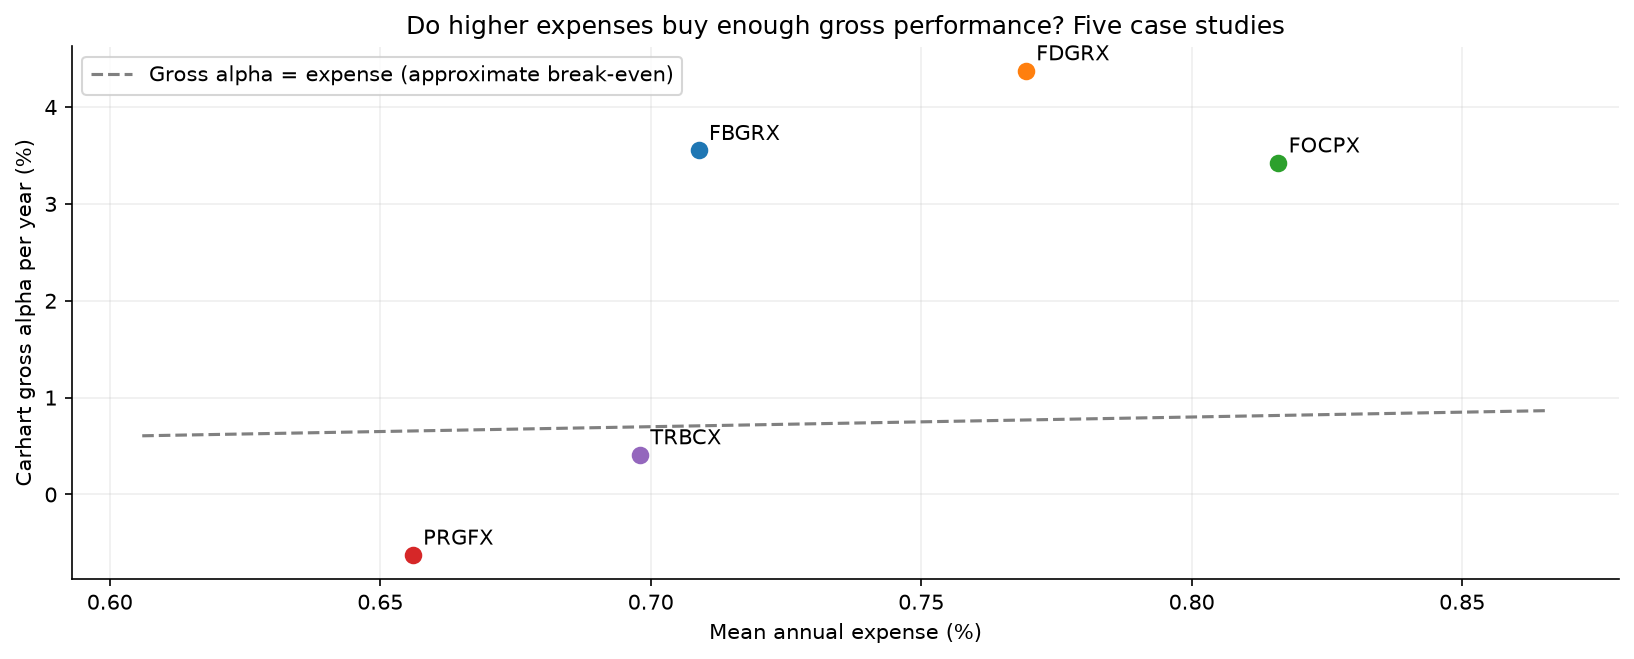 Do higher expenses buy enough gross performance? Five case studies
Gross alpha = expense (approximate break-even)
FDGRX
FBGRX
FOCPX
TRBCX
PRGFX
Carhart gross alpha per year (%)
4
3
2
1
0
0.60
0.65
0.70
0.75
0.80
0.85
Mean annual expense (%)